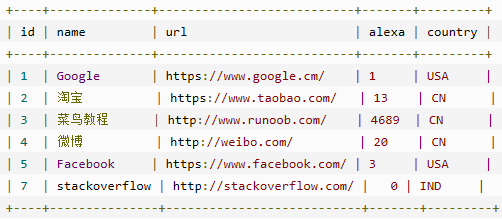 +----+---------------+---------------------------+-------+---------+
| id | name | url | alexa | country |
+----+---------------+---------------------------+-------+---------+
| 1 | Google | https://www.google.cm/ | 1 | USA |
| 2 | 淘宝 | https://www.taobao.com/ | 13 | CN |
| 3 | 菜鸟教程 | http://www.runoob.com/ | 4689 | CN |
| 4 | 微博 | http://weibo.com/ | 20 | CN |
| 5 | Facebook | https://www.facebook.com/ | 3 | USA |
| 7 | stackoverflow | http://stackoverflow.com/ | 0 | IND |
+----+---------------+---------------------------+-------+---------+